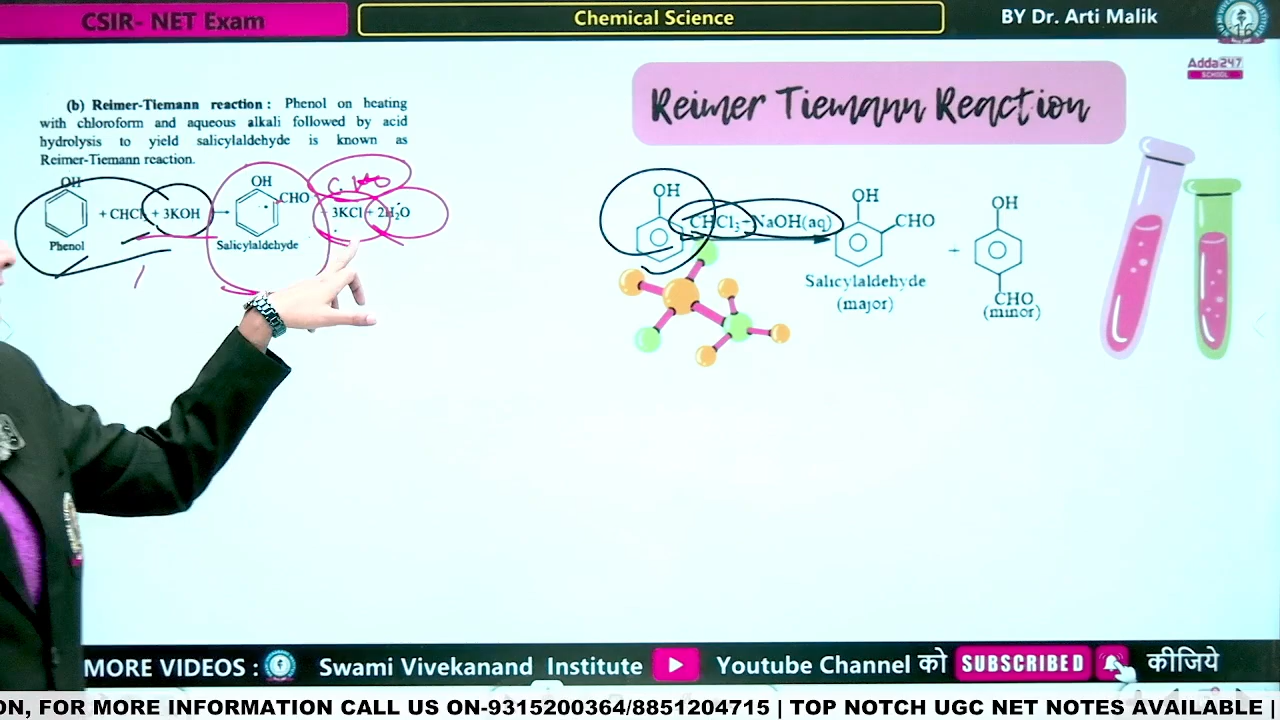 CSIR- NET Exam
Chemical Science
BY Dr. Arti Malik
Adda247
SCHOOL
(b) Reimer-Tiemann reaction : Phenol on heating
with chloroform and aqueous alkali followed by acid
hydrolysis to yield salicylaldehyde is known as
Reimer-Tiemann reaction.
OH
+ CHCl + 3KOH →
Phenol
OH
CHO
Salicylaldehyde
+ 3KCl + 2H₂O
Reimer Tiemann Reaction
OH
CHCl₃+NaOH(aq)
OH
CHO
Salicylaldehyde
(major)
OH
CHO
(minor)
MORE VIDEOS :
Swami Vivekanand Institute
Youtube Channel को
SUBSCRIBED
कीजिये
ON, FOR MORE INFORMATION CALL US ON-9315200364/8851204715 | TOP NOTCH UGC NET NOTES AVAILABLE |